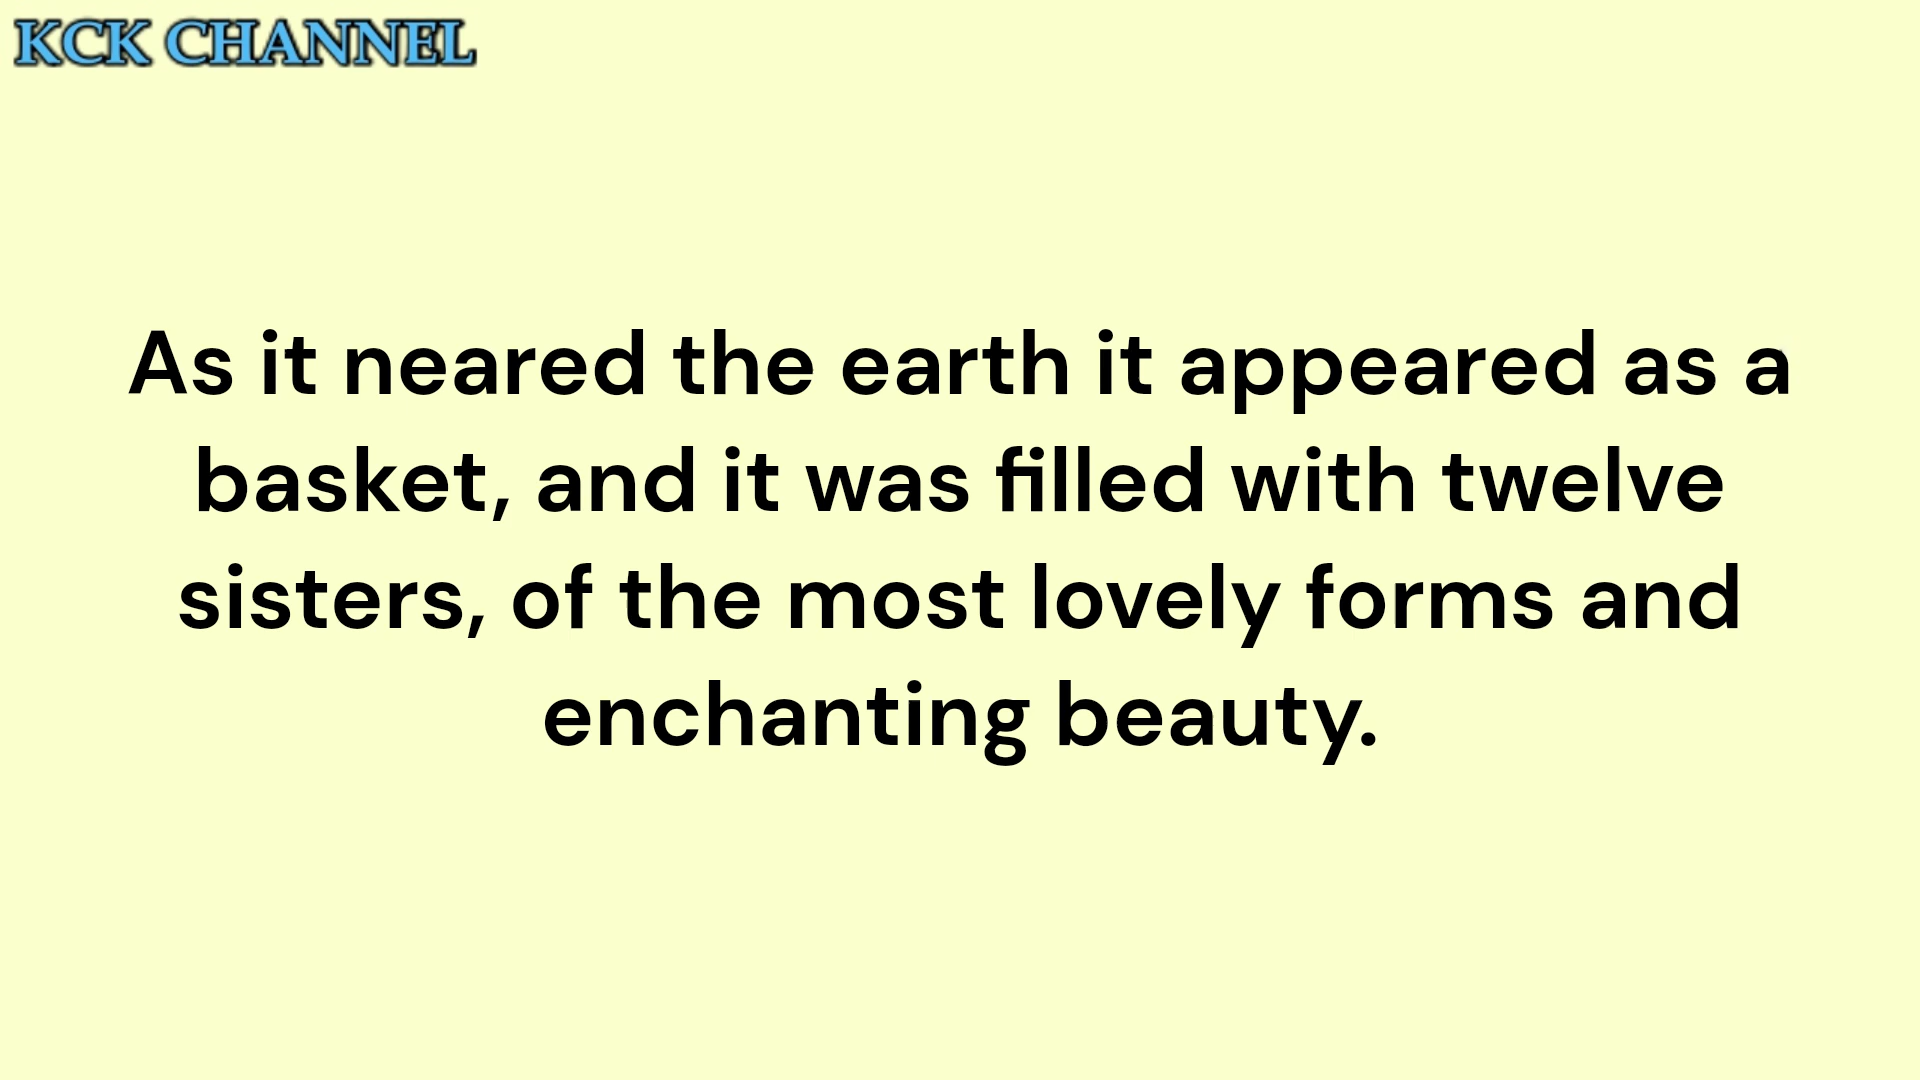 KCK CHANNEL
As it neared the earth it appeared as a
basket, and it was filled with twelve
sisters, of the most lovely forms and
enchanting beauty.